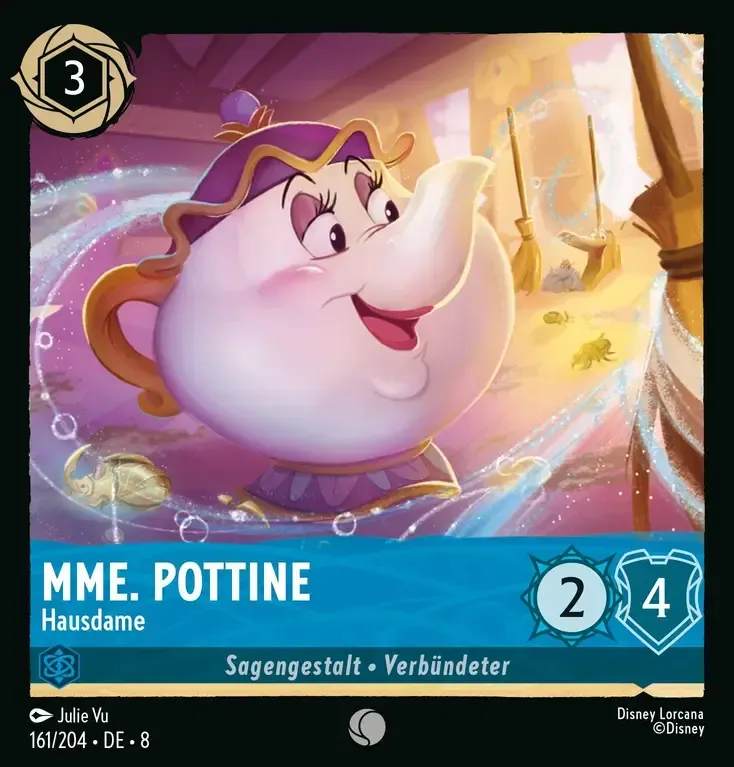 3
MME. POTTINE
Hausdame
2
4
Sagengestalt • Verbündeter
Julie Vu
161/204 • DE • 8
Disney Lorcana
©Disney